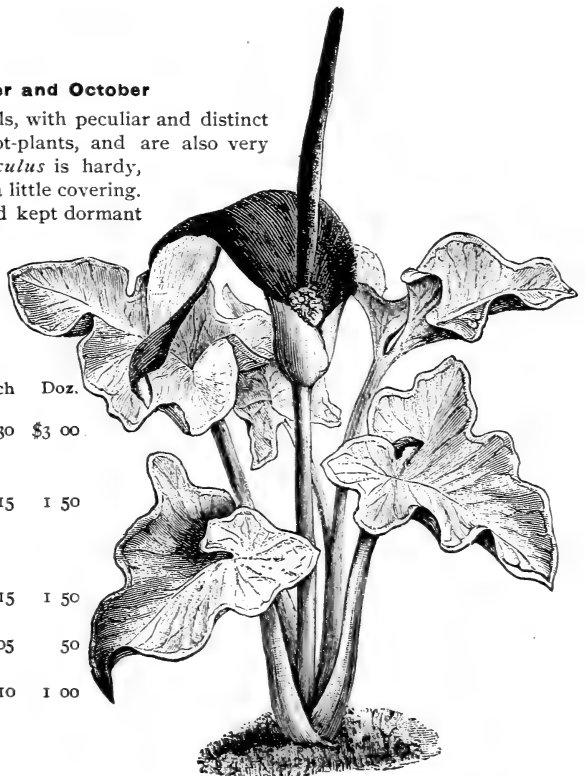 er and October
ls, with peculiar and distinct
ot-plants, and are also very
culus is hardy,
a little covering.
d kept dormant
ch Doz.
30 $3 00
15 1 50
15 1 50
05 50
10 1 00